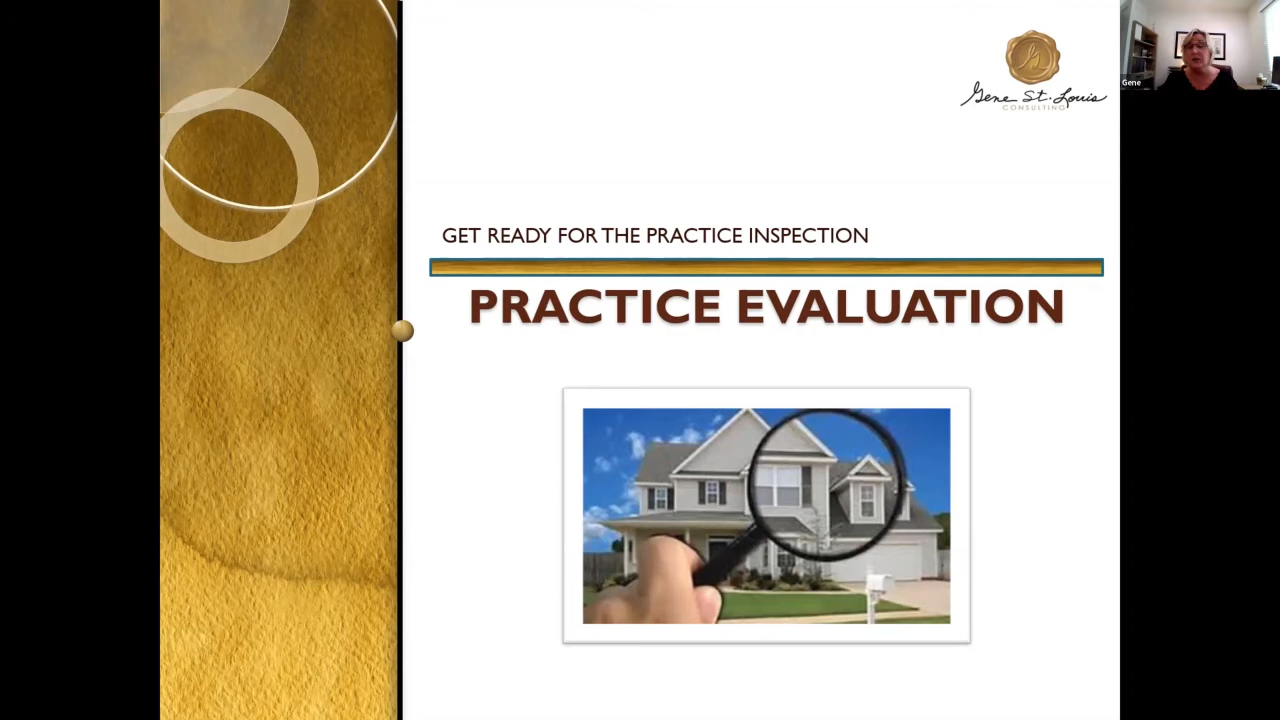 Gene St. Louis
CONSULTING
Gene
GET READY FOR THE PRACTICE INSPECTION
PRACTICE EVALUATION